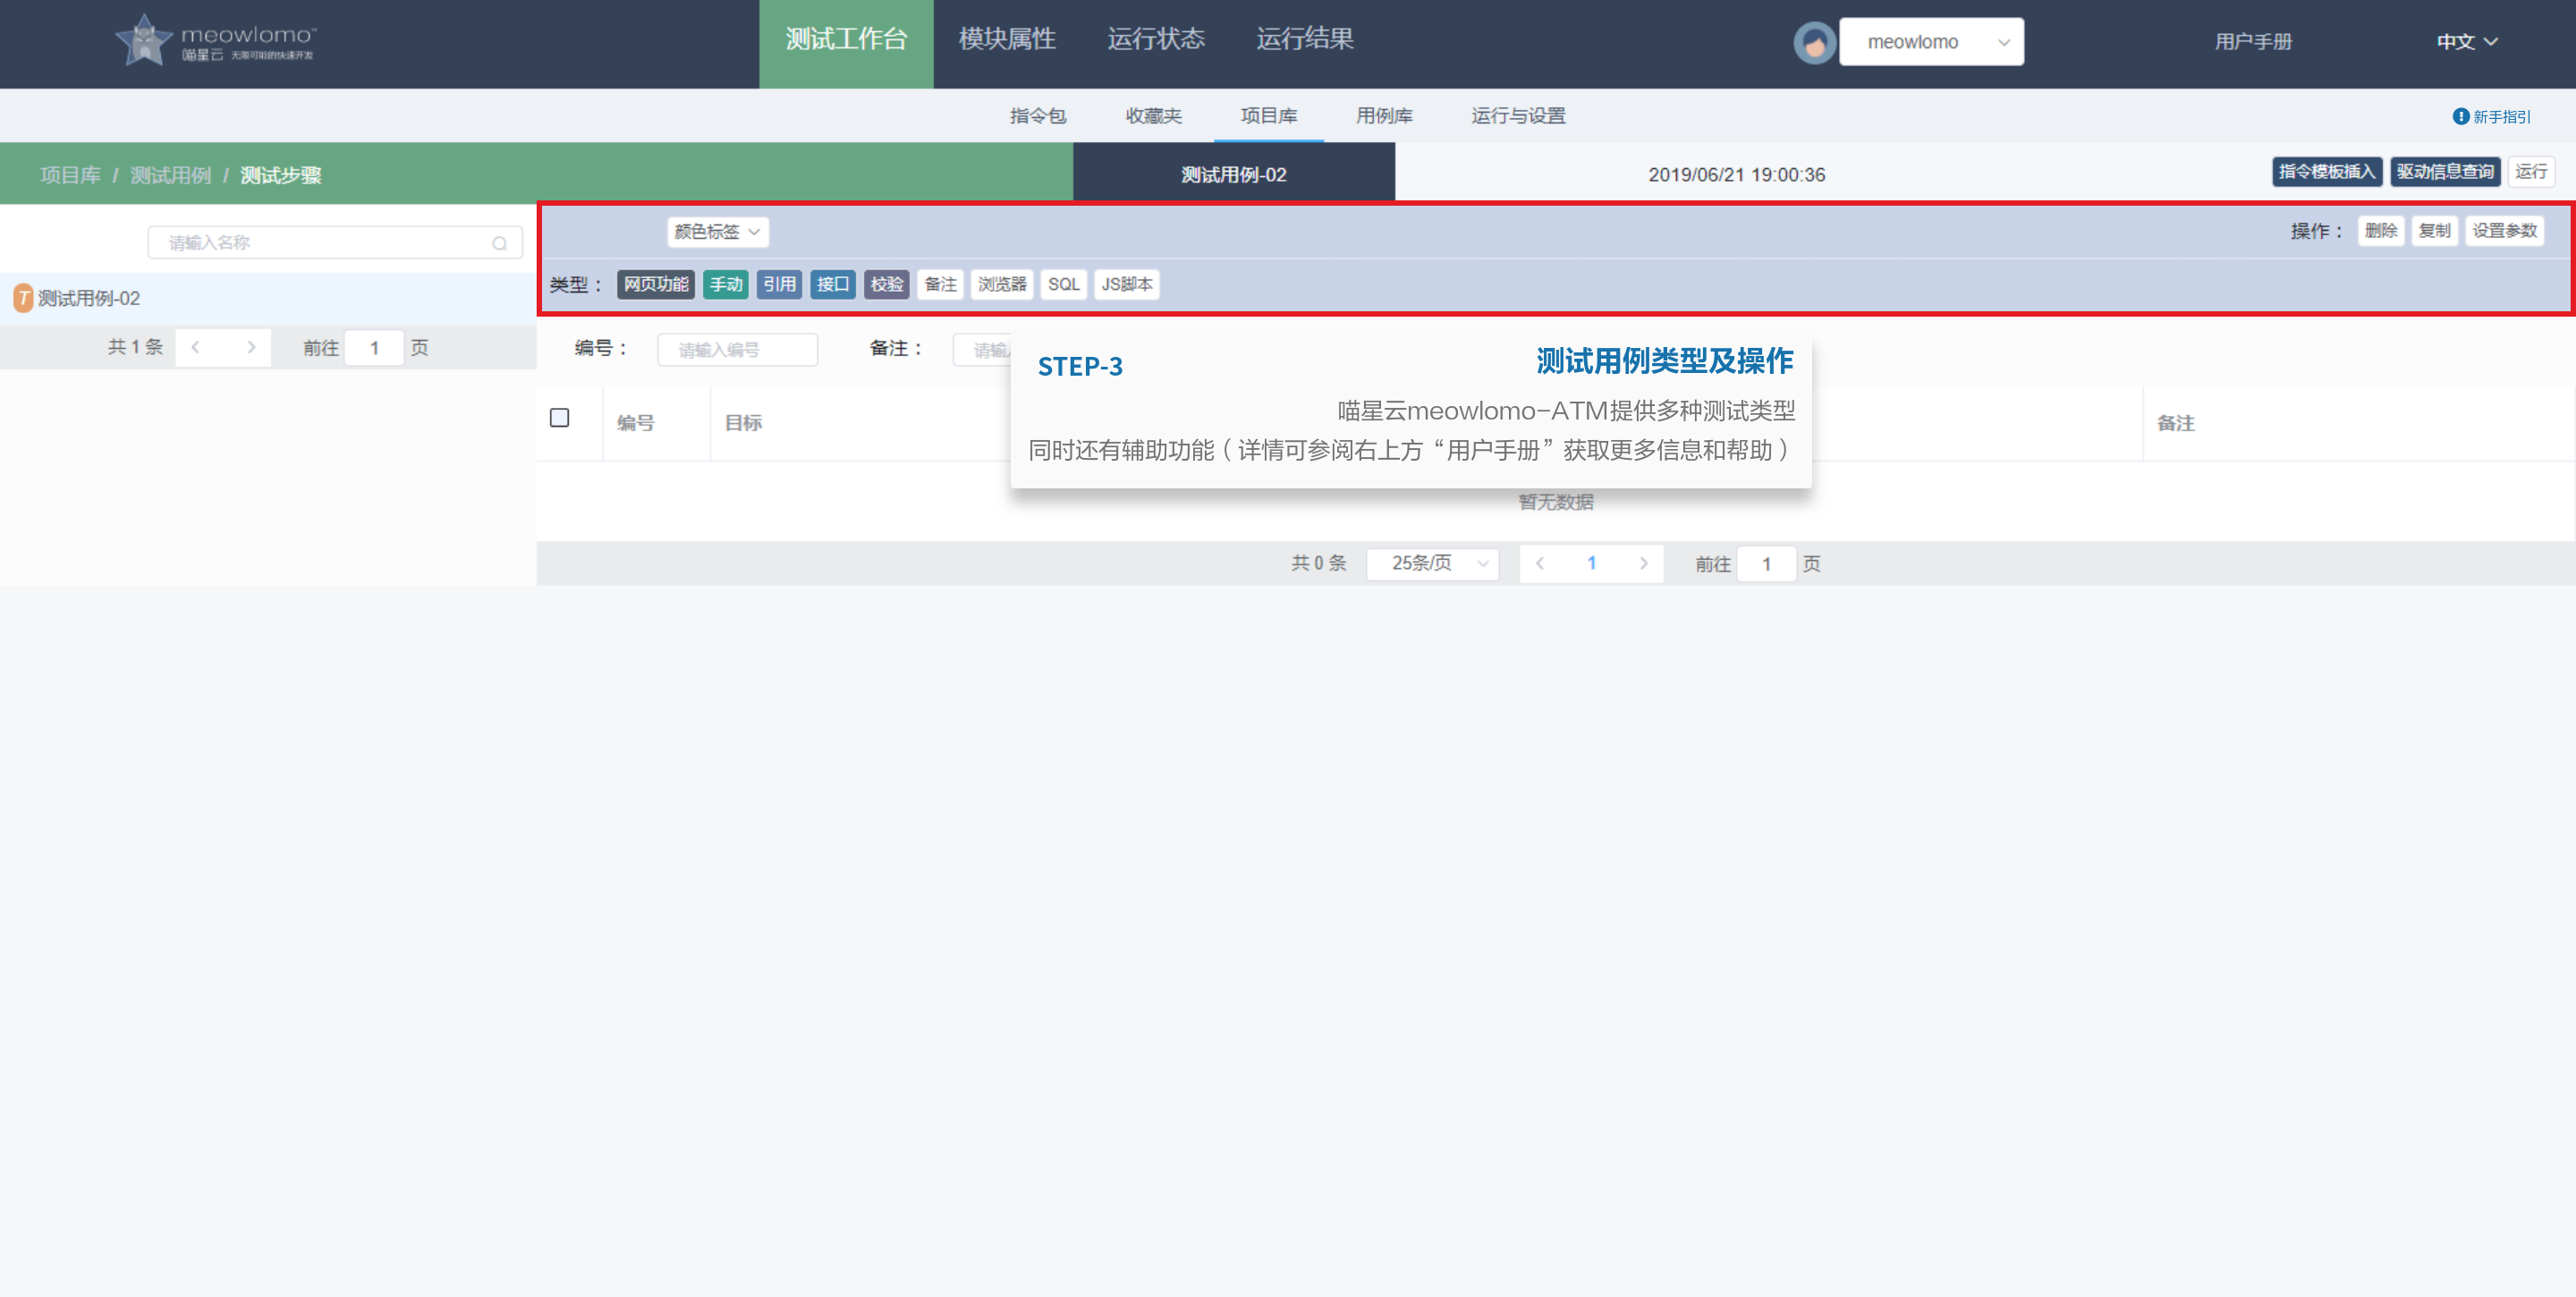 meowlomo™
喵星云 无需可能的快速开发
测试工作台 模块属性 运行状态 运行结果
meowlomo
用户手册
中文
指令包 收藏夹 项目库 用例库 运行与设置
新手指引
项目库 / 测试用例 / 测试步骤
测试用例-02
2019/06/21 19:00:36
指令模板插入 驱动信息查询 运行
请输入名称
T 测试用例-02
共 1 条
前往 1 页
颜色标签
操作： 删除 复制 设置参数
类型： 网页功能 手动 引用 接口 校验 备注 浏览器 SQL JS脚本
编号： 请输入编号 备注： 请输
STEP-3 测试用例类型及操作
喵星云meowlomo-ATM提供多种测试类型
同时还有辅助功能（详情可参阅右上方“用户手册”获取更多信息和帮助）
编号 目标 备注
暂无数据
共 0 条 25条/页 1 前往 1 页